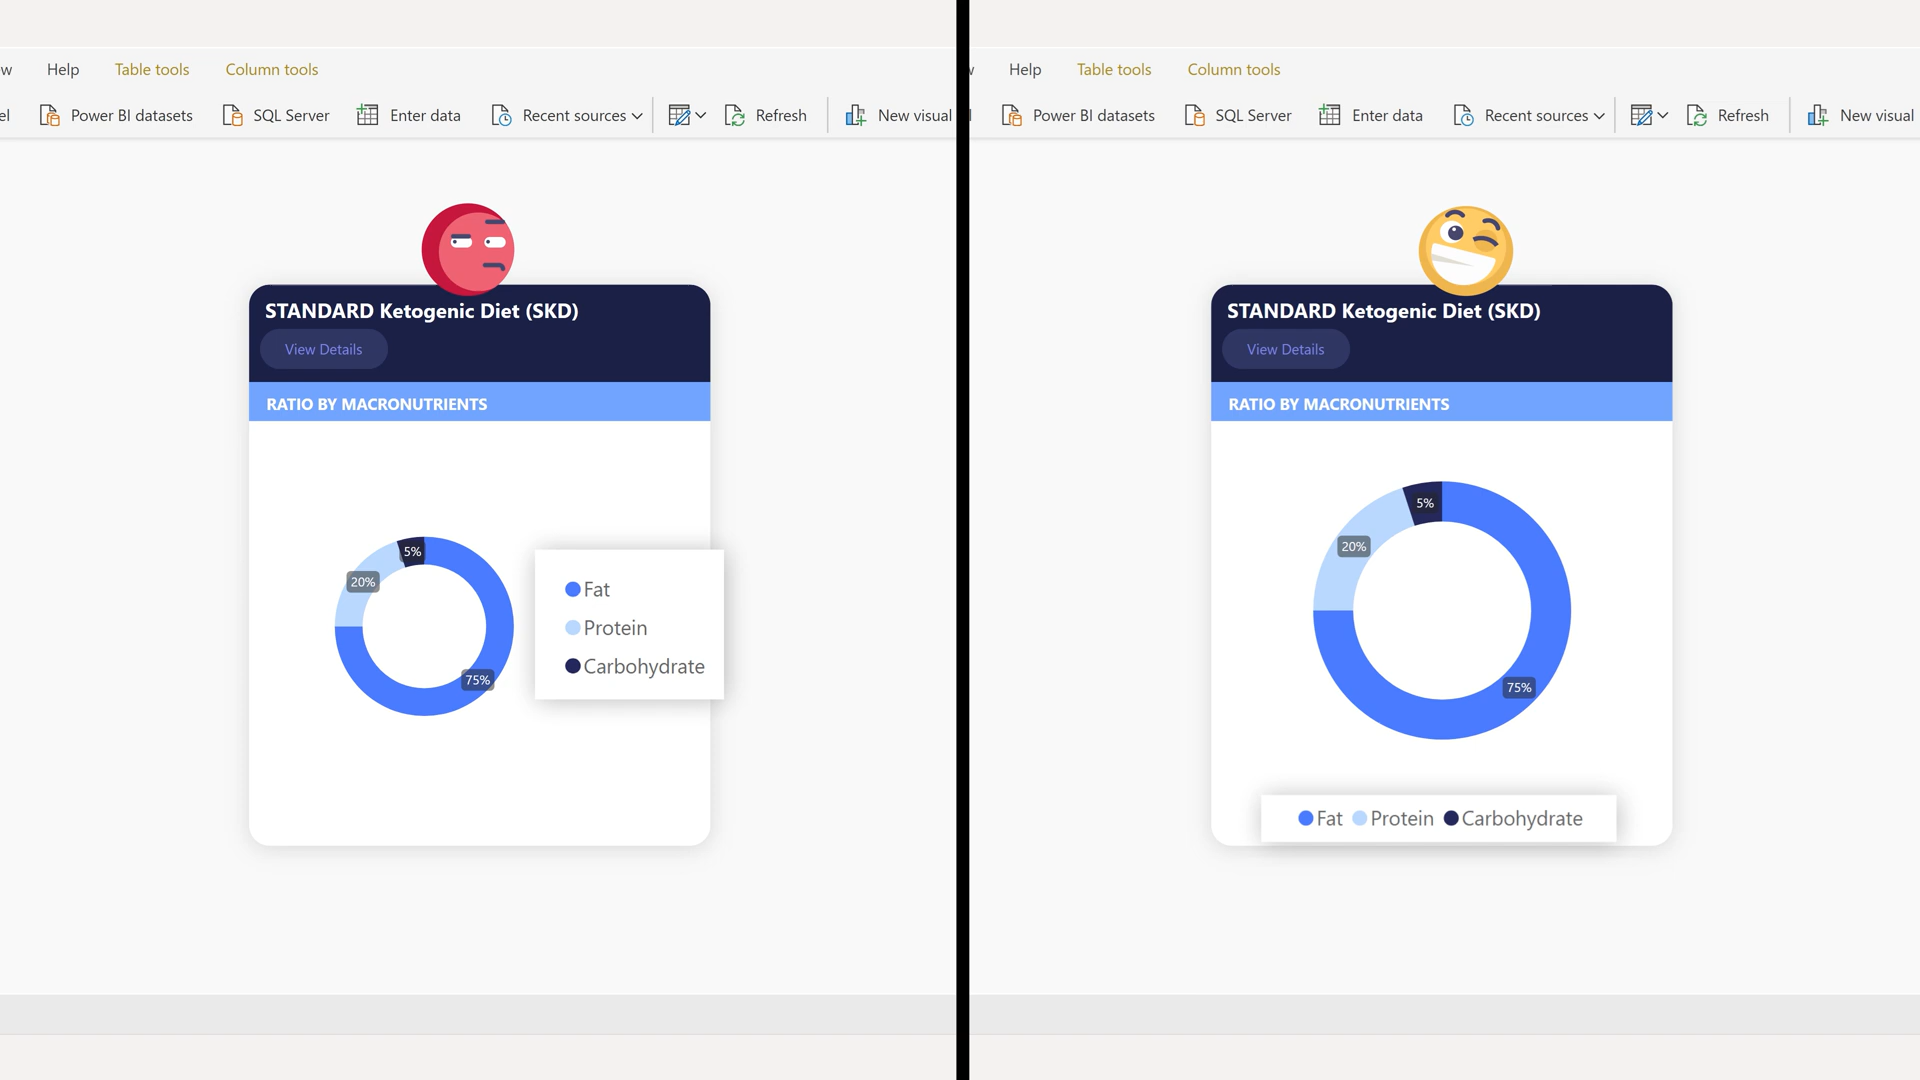 w Help Table tools Column tools
el Power BI datasets SQL Server Enter data Recent sources Refresh New visual
STANDARD Ketogenic Diet (SKD)
View Details
RATIO BY MACRONUTRIENTS
5%
20%
75%
Fat
Protein
Carbohydrate
w Help Table tools Column tools
l Power BI datasets SQL Server Enter data Recent sources Refresh New visual
STANDARD Ketogenic Diet (SKD)
View Details
RATIO BY MACRONUTRIENTS
5%
20%
75%
Fat Protein Carbohydrate